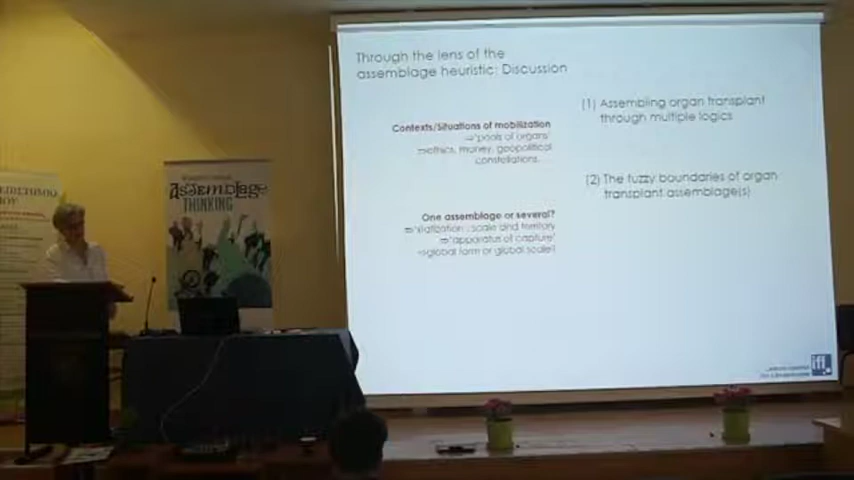 Through the lens of the
assemblage heuristic: Discussion
Contexts/Situations of mobilization
⇒'pools of organs'
⇒ethics, money, geopolitical
constellations.
One assemblage or several?
scale and territory
⇒'apparatus of capture'
⇒global form or global scale?
(1) Assembling organ transplant
through multiple logics
(2) The fuzzy boundaries of organ
transplant assemblage(s)
ASSEMBLAGE
THINKING
ifl